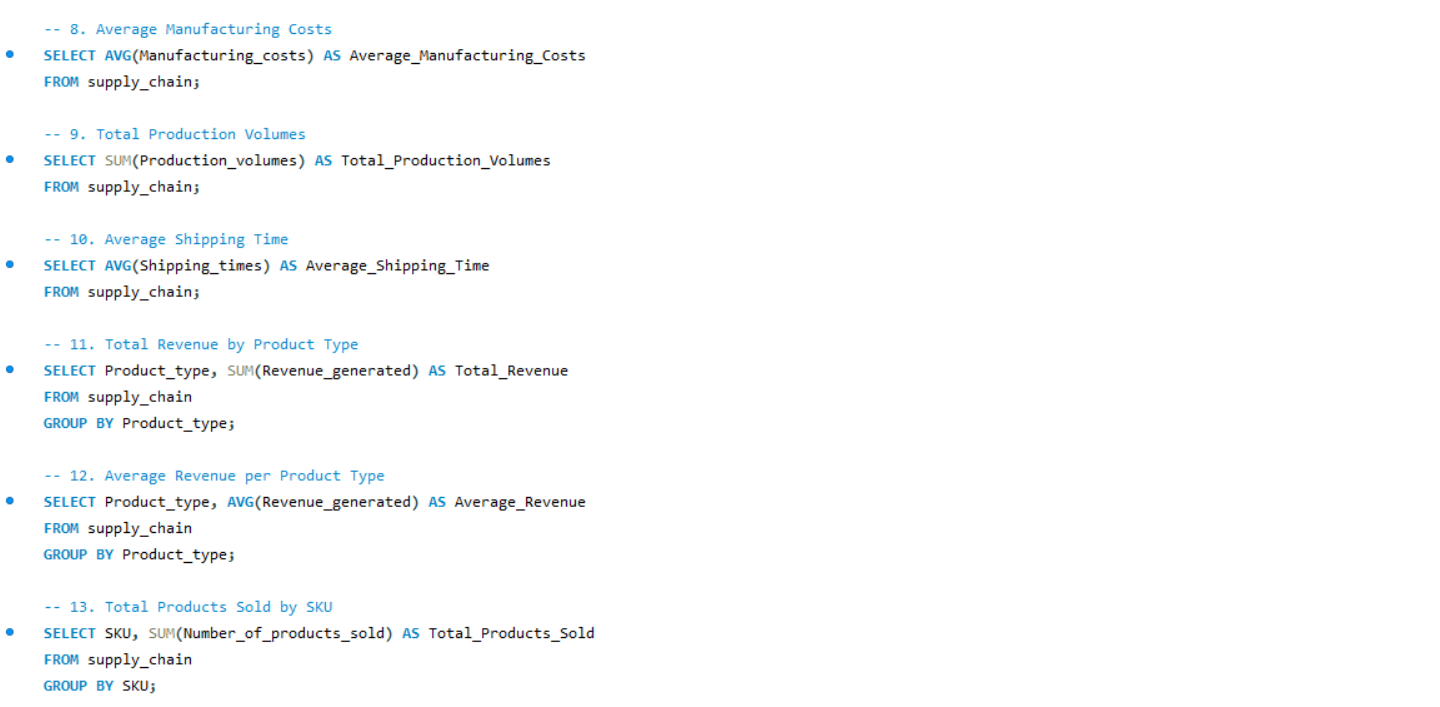 -- 8. Average Manufacturing Costs
SELECT AVG(Manufacturing_costs) AS Average_Manufacturing_Costs
FROM supply_chain;
-- 9. Total Production Volumes
SELECT SUM(Production_volumes) AS Total_Production_Volumes
FROM supply_chain;
-- 10. Average Shipping Time
SELECT AVG(Shipping_times) AS Average_Shipping_Time
FROM supply_chain;
-- 11. Total Revenue by Product Type
SELECT Product_type, SUM(Revenue_generated) AS Total_Revenue
FROM supply_chain
GROUP BY Product_type;
-- 12. Average Revenue per Product Type
SELECT Product_type, AVG(Revenue_generated) AS Average_Revenue
FROM supply_chain
GROUP BY Product_type;
-- 13. Total Products Sold by SKU
SELECT SKU, SUM(Number_of_products_sold) AS Total_Products_Sold
FROM supply_chain
GROUP BY SKU;